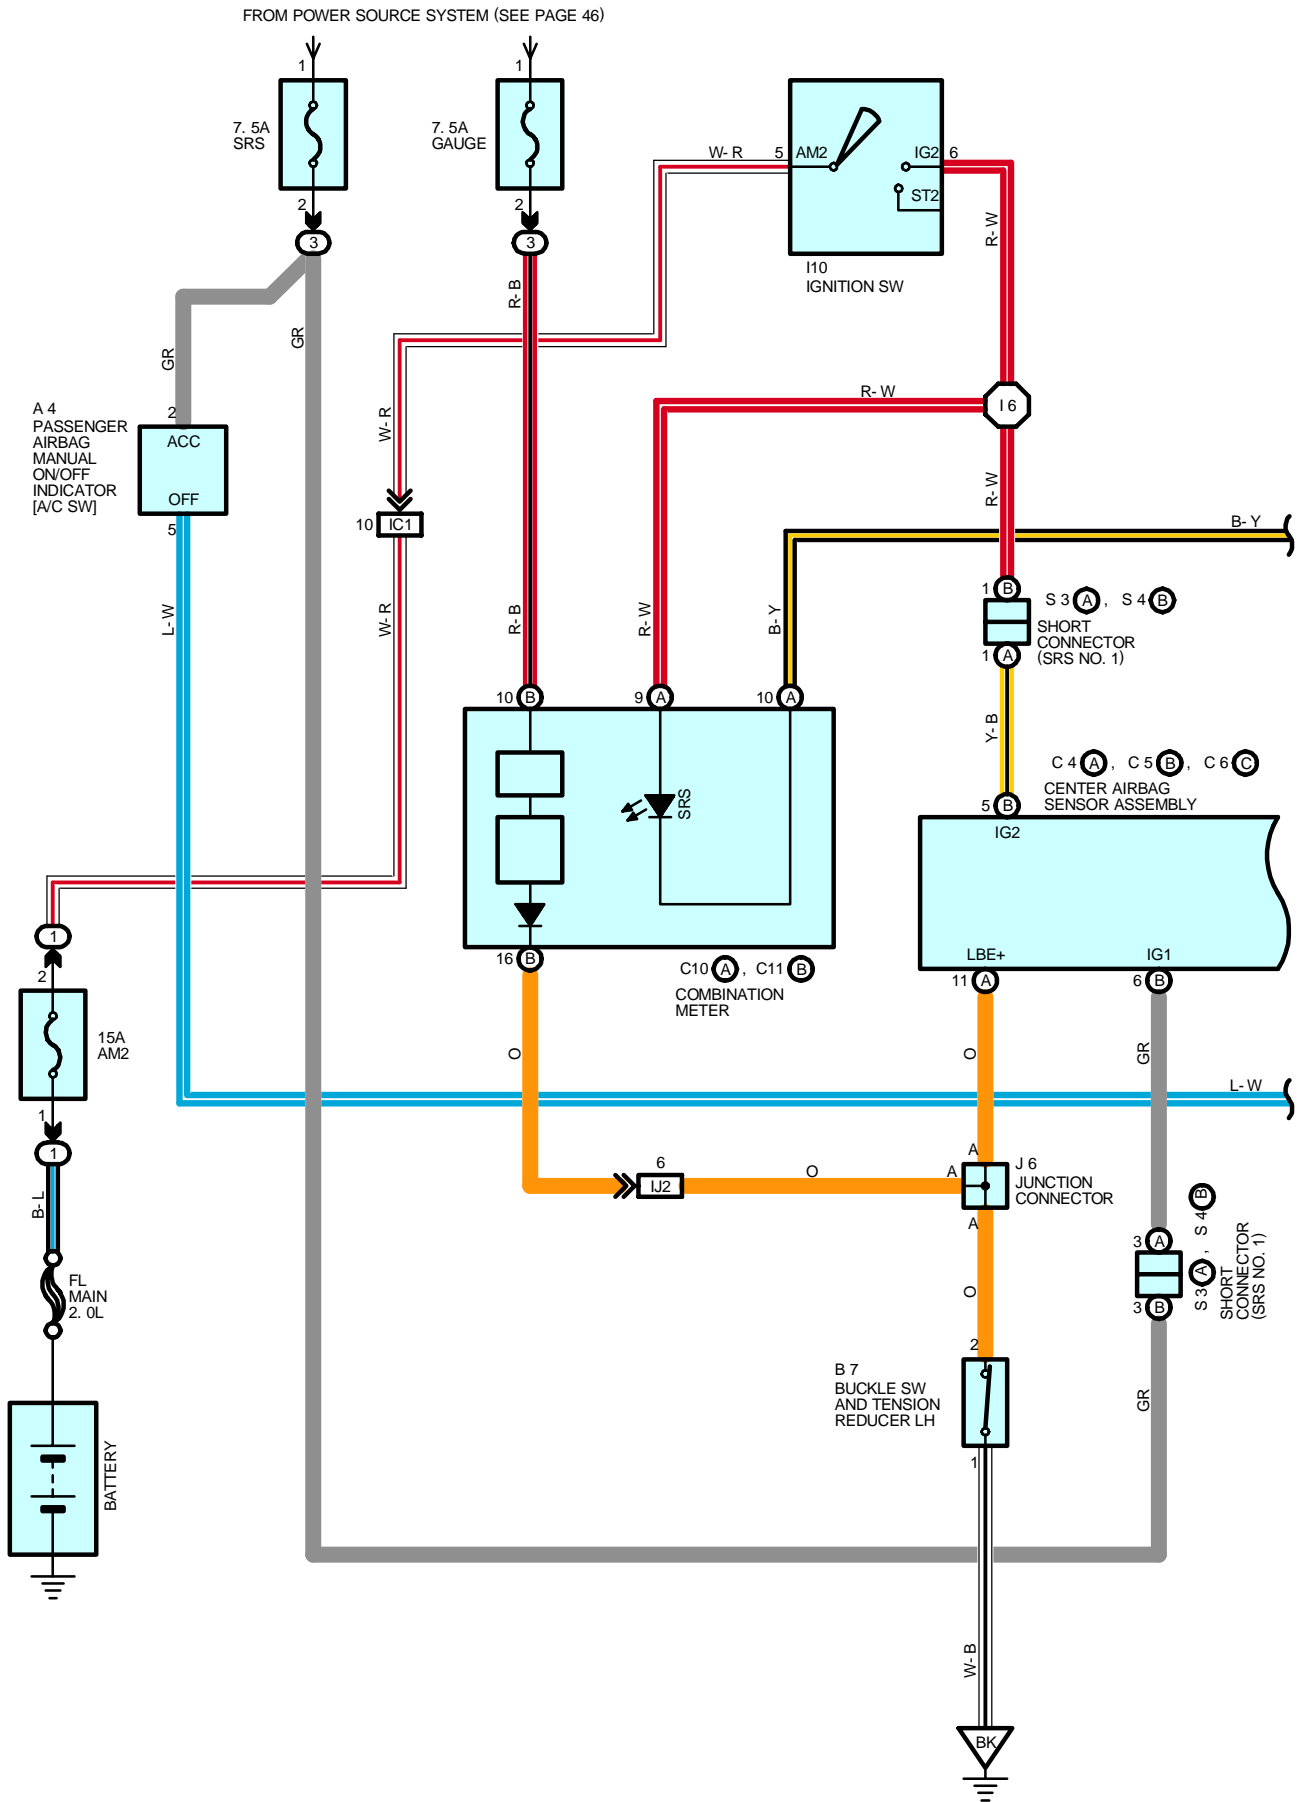 FROM POWER SOURCE SYSTEM (SEE PAGE 46)
1
7. 5A
SRS
2
3
1
7. 5A
GAUGE
2
3
W- R
5
AM2
IG2
6
ST2
I10
IGNITION SW
R- W
R- B
GR
GR
A 4
PASSENGER
AIRBAG
MANUAL
ON/OFF
INDICATOR
[A/C SW]
2
ACC
OFF
5
W- R
R- W
I 6
R- W
10
IC1
B- Y
L- W
W- R
R- B
R- W
B- Y
1
B
S 3
A
,
S 4
B
SHORT
CONNECTOR
(SRS NO. 1)
1
A
Y- B
10
B
9
A
10
A
SRS
C 4
A
,
C 5
B
,
C 6
C
CENTER AIRBAG
SENSOR ASSEMBLY
5
B
IG2
LBE+
IG1
16
B
C10
A
,
C11
B
COMBINATION
METER
11
A
6
B
1
2
15A
AM2
1
1
O
O
GR
L- W
6
IJ2
O
A
A
A
J 6
JUNCTION
CONNECTOR
B- L
FL
MAIN
2. 0L
O
3
A
3
B
S 3
A
,
S 4
B
SHORT
CONNECTOR
(SRS NO. 1)
2
B 7
BUCKLE SW
AND TENSION
REDUCER LH
1
GR
BATTERY
W- B
BK